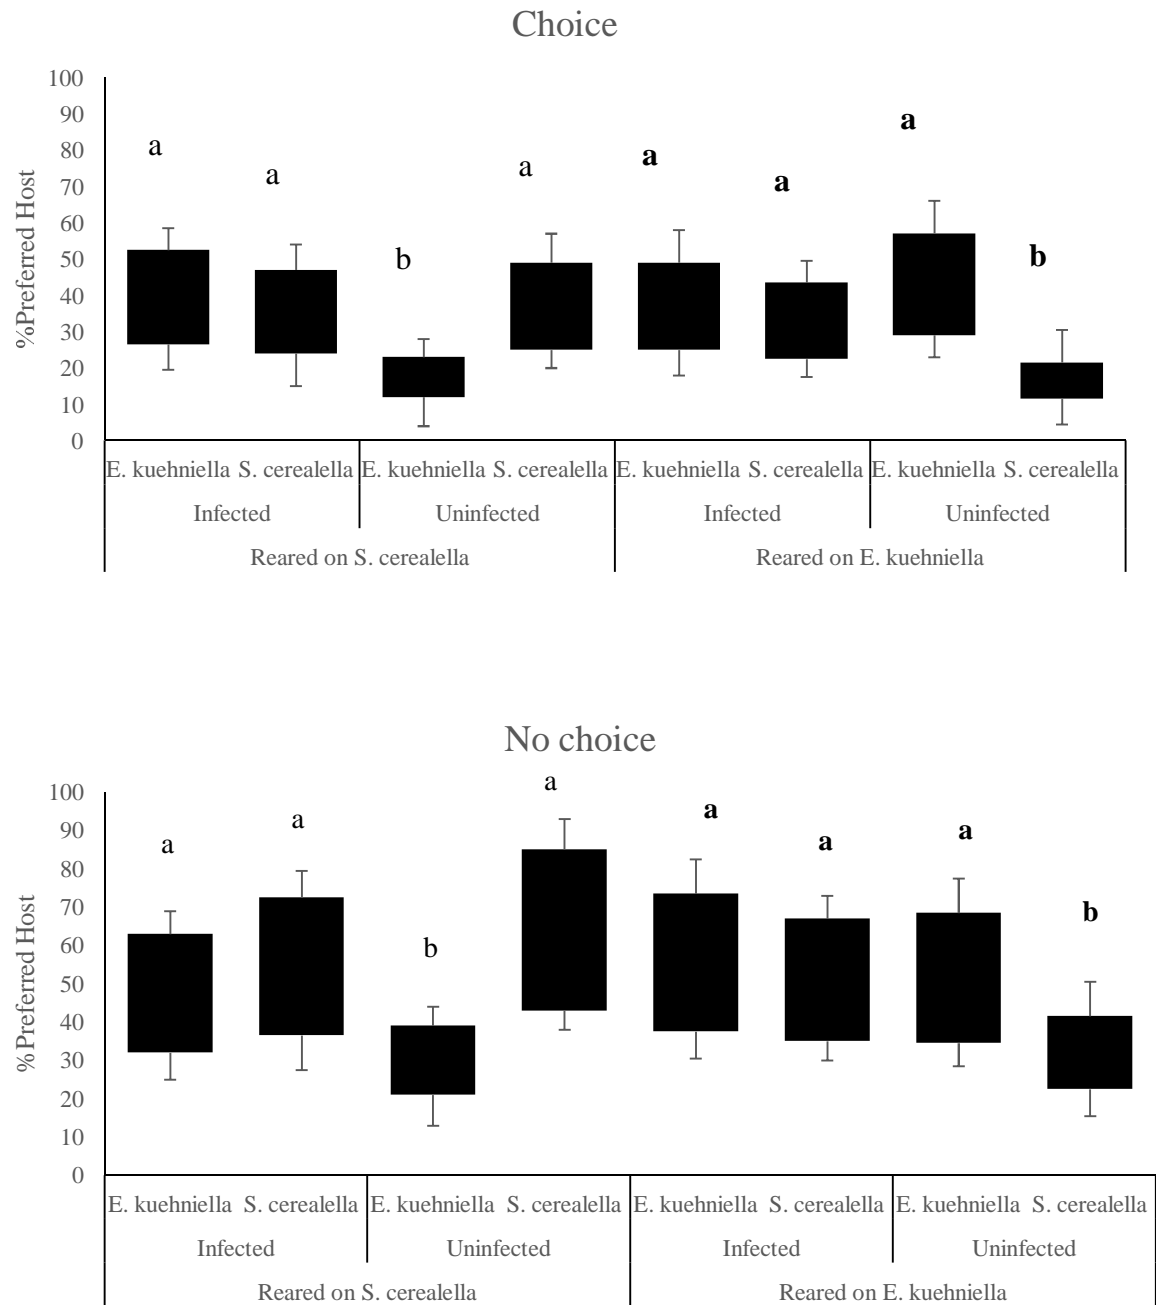 Choice
100
90
80
70
60
50
40
30
20
10
0
%Preferred Host
a
a
b
a
a
a
a
b
E. kuehniella S. cerealella E. kuehniella S. cerealella E. kuehniella S. cerealella E. kuehniella S. cerealella
Infected Uninfected Infected Uninfected
Reared on S. cerealella Reared on E. kuehniella
No choice
100
90
80
70
60
50
40
30
20
10
0
%Preferred Host
a
a
b
a
a
a
a
b
E. kuehniella S. cerealella E. kuehniella S. cerealella E. kuehniella S. cerealella E. kuehniella S. cerealella
Infected Uninfected Infected Uninfected
Reared on S. cerealella Reared on E. kuehniella